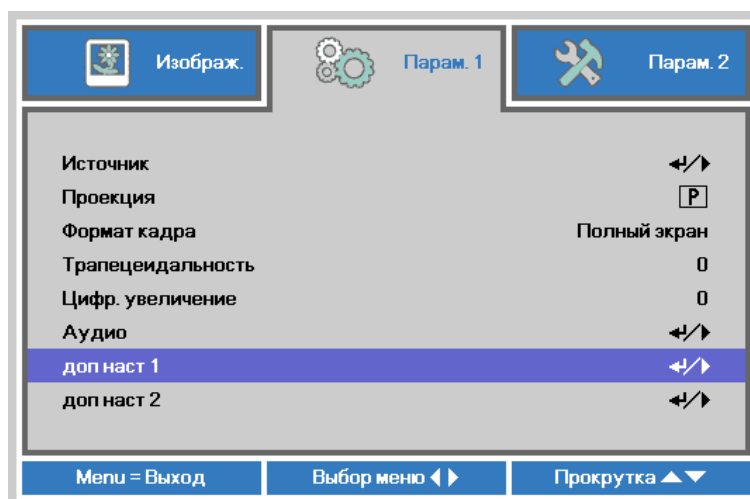 Изображ. Парам. 1 Парам. 2
Источник
Проекция P
Формат кадра Полный экран
Трапецеидальность 0
Цифр. увеличение 0
Аудио
доп наст 1
доп наст 2
Menu = Выход Выбор меню Прокрутка